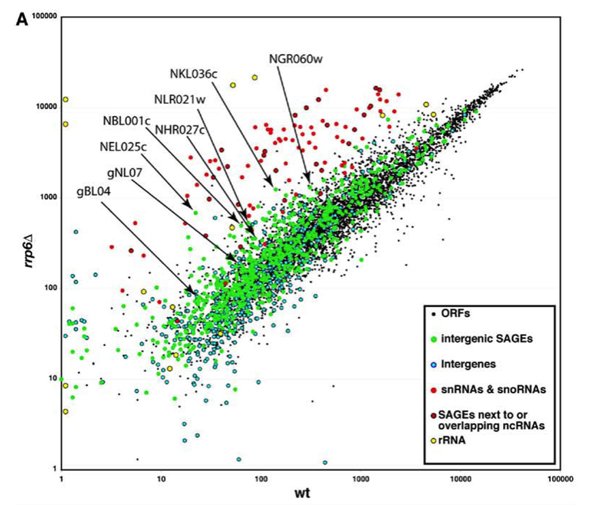 A
100000
10000
1000
100
10
1
rrp6Δ
NGR060w
NKL036c
NLR021w
NBL001c
NHR027c
NEL025c
gNL07
gBL04
ORFs
intergenic SAGEs
Intergenes
snRNAs & snoRNAs
SAGEs next to or
overlapping ncRNAs
rRNA
1 10 100 1000 10000 100000
wt